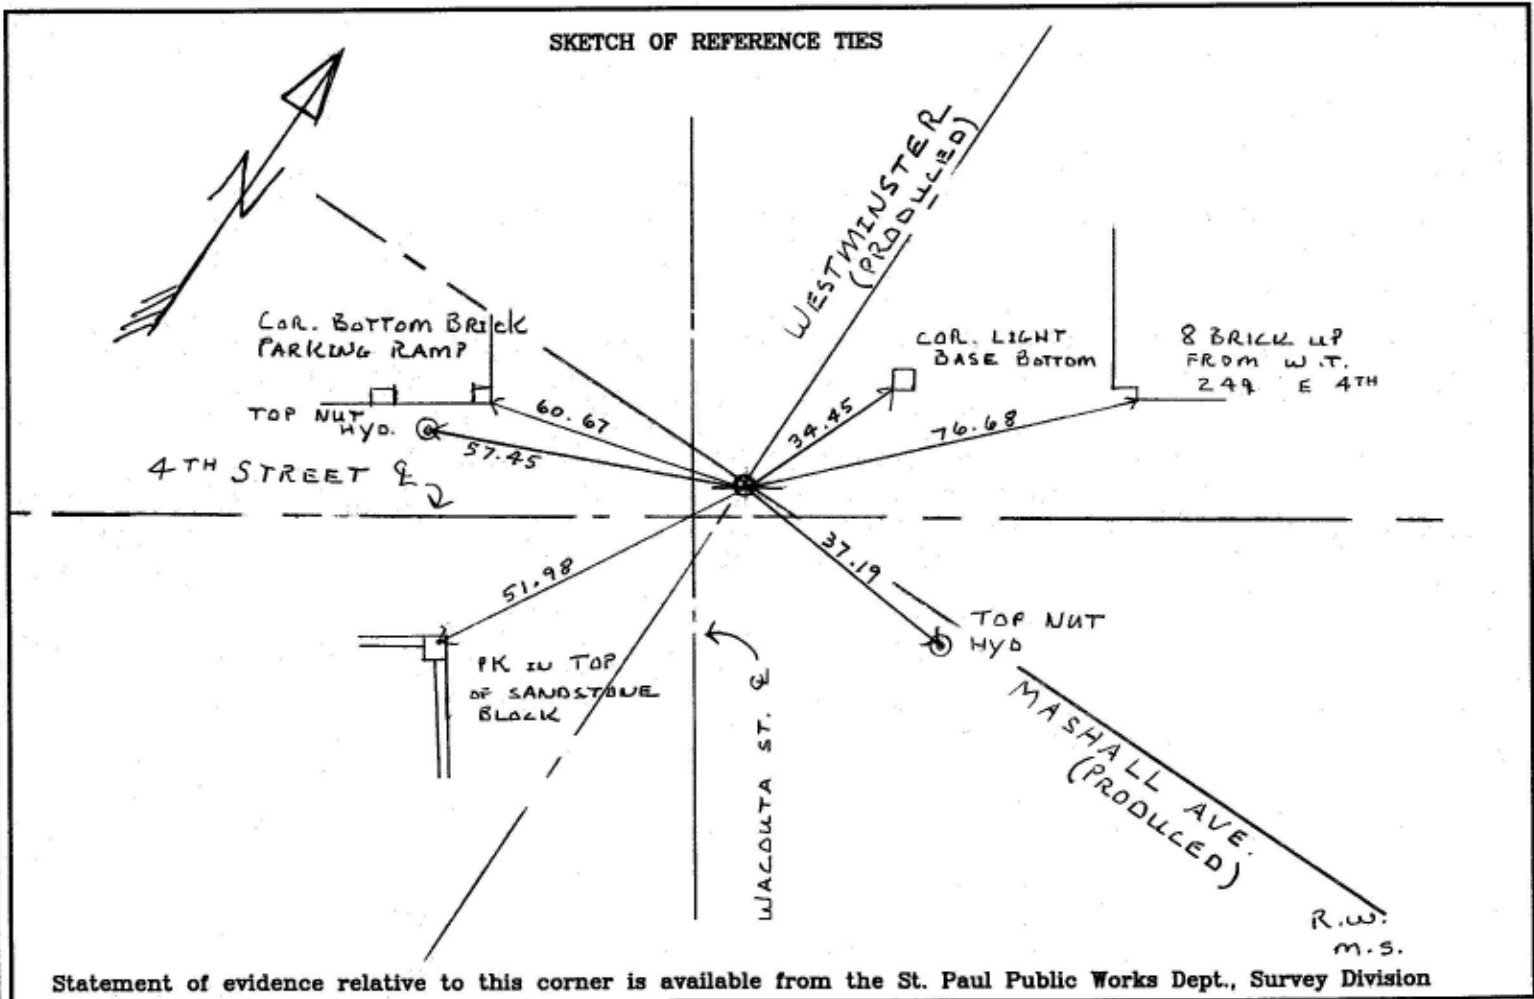 SKETCH OF REFERENCE TIES
N
WESTMINSTER
(PRODUCED)
COR. BOTTOM BRICK
PARKING RAMP
COR. LIGHT
BASE BOTTOM
8 BRICK UP
FROM W.T.
249 E 4TH
TOP NUT
HYD.
60.67
57.45
34.45
76.68
4TH STREET ℄
51.98
37.19
TOP NUT
HYD
PK IN TOP
OF SANDSTONE
BLOCK
WACOUTA ST. ℄
MASHALL AVE.
(PRODUCED)
R.W.
M.S.
Statement of evidence relative to this corner is available from the St. Paul Public Works Dept., Survey Division